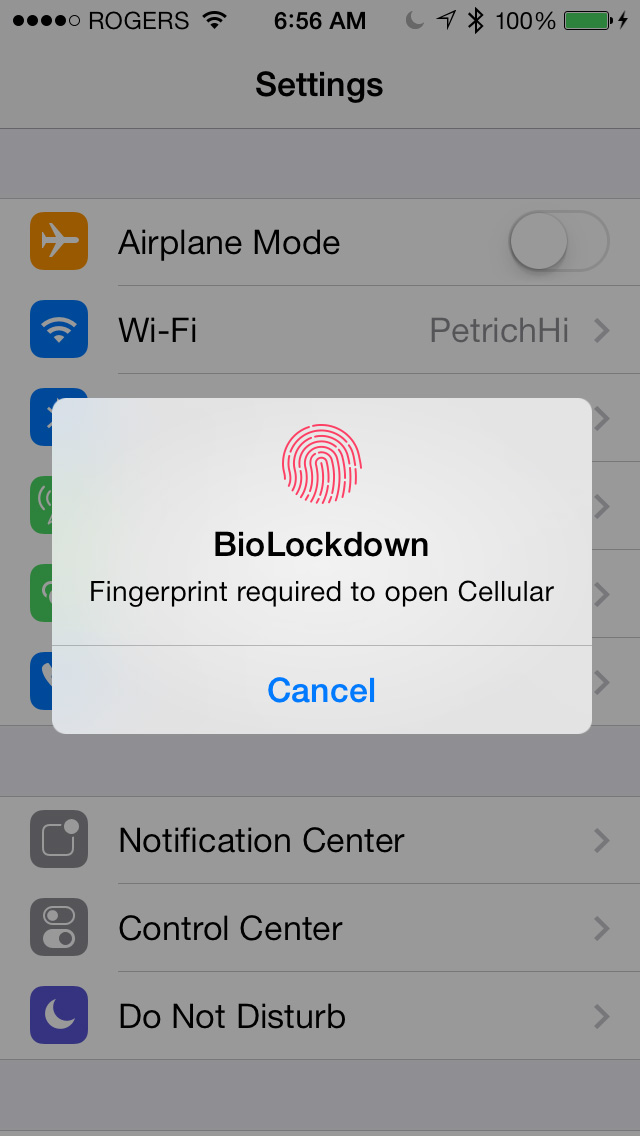 ROGERS 6:56 AM 100%
Settings
Airplane Mode
Wi-Fi PetrichHi
BioLockdown
Fingerprint required to open Cellular
Cancel
Notification Center
Control Center
Do Not Disturb